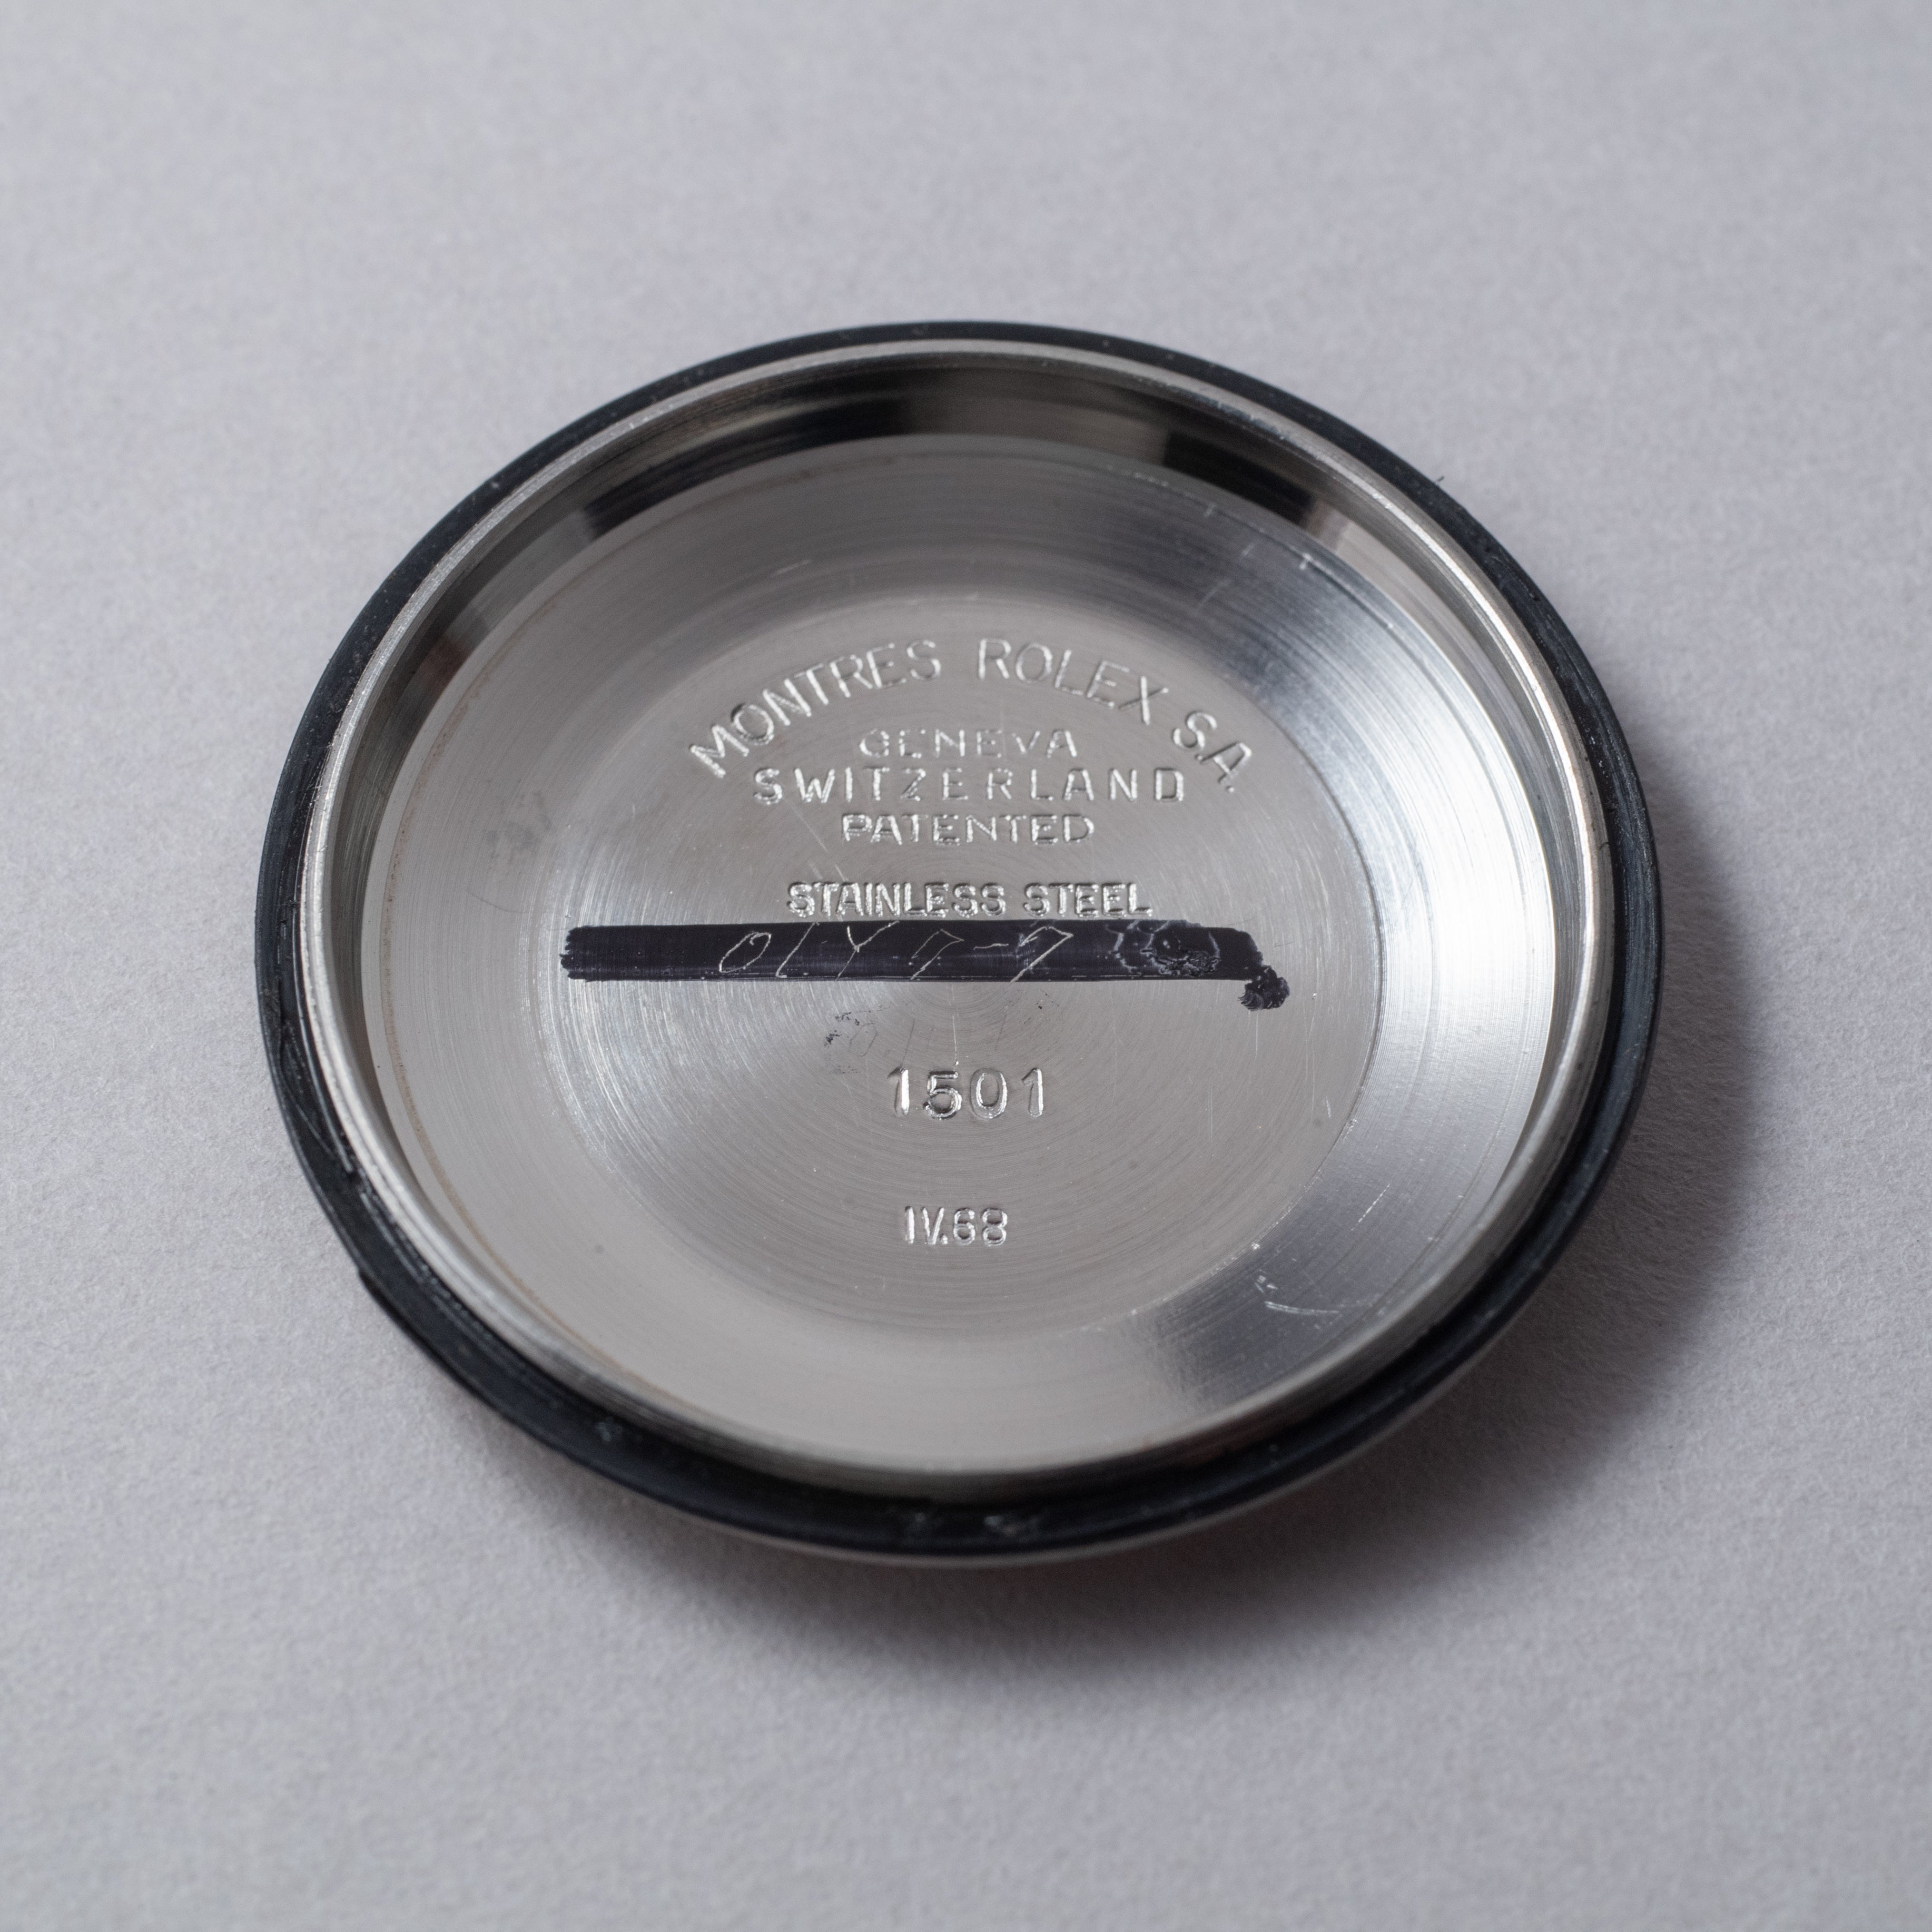 MONTRES ROLEX S.A.
GENEVA
SWITZERLAND
PATENTED
STAINLESS STEEL
1501
IV.68